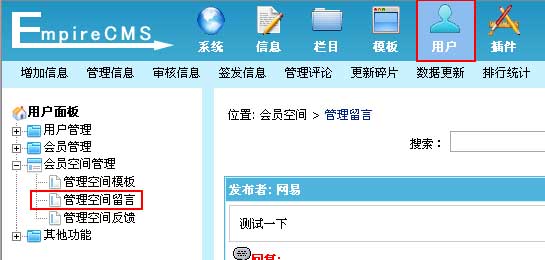 EmpireCMS
系统 信息 栏目 模板 用户 插件
增加信息 管理信息 审核信息 签发信息 管理评论 更新碎片 数据更新 排行统计
用户面板
用户管理
会员管理
会员空间管理
管理空间模板
管理空间留言
管理空间反馈
其他功能
位置: 会员空间 > 管理留言
搜索：
发布者: 网易
测试一下
回复: